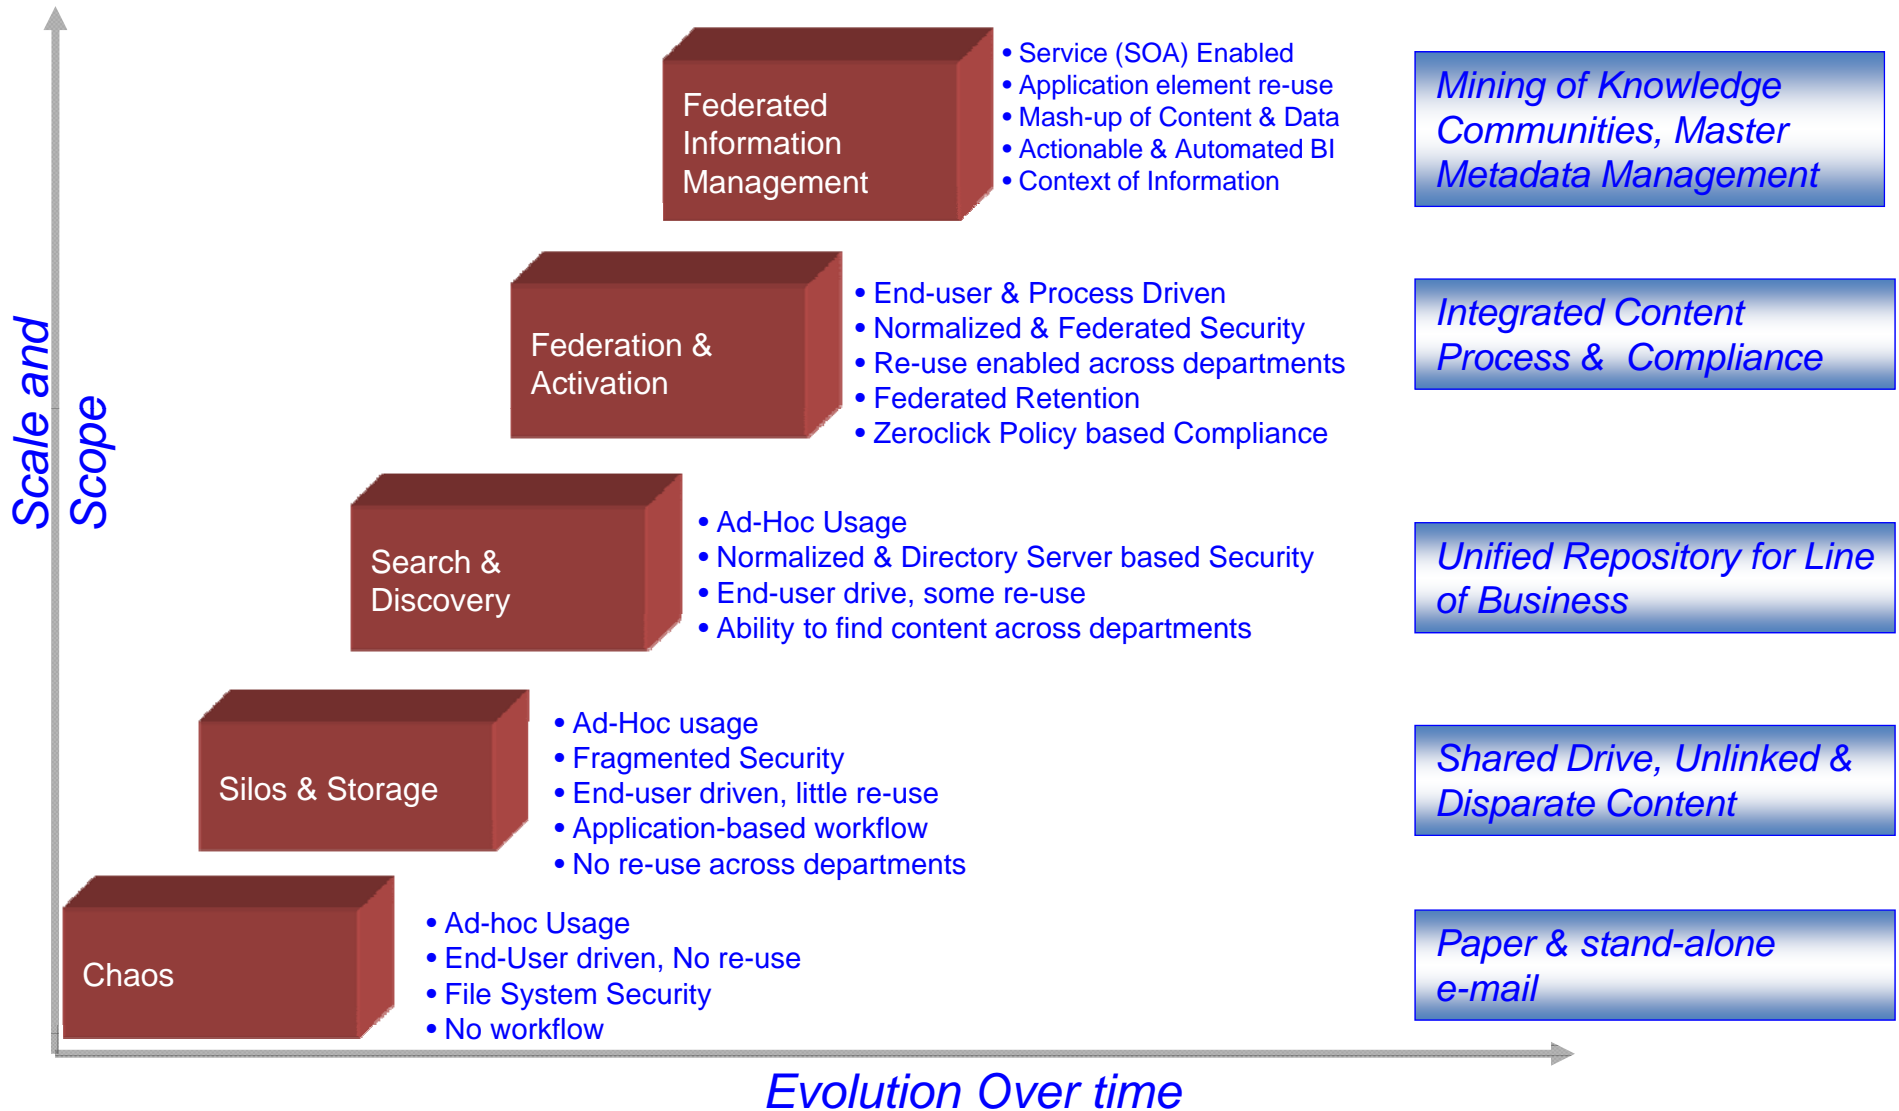 Federated
Information
Management
• Service (SOA) Enabled
• Application element re-use
• Mash-up of Content & Data
• Actionable & Automated BI
• Context of Information
Mining of Knowledge
Communities, Master
Metadata Management
Federation &
Activation
• End-user & Process Driven
• Normalized & Federated Security
• Re-use enabled across departments
• Federated Retention
• Zeroclick Policy based Compliance
Integrated Content
Process & Compliance
Scale and
Scope
Search &
Discovery
• Ad-Hoc Usage
• Normalized & Directory Server based Security
• End-user drive, some re-use
• Ability to find content across departments
Unified Repository for Line
of Business
Silos & Storage
• Ad-Hoc usage
• Fragmented Security
• End-user driven, little re-use
• Application-based workflow
• No re-use across departments
Shared Drive, Unlinked &
Disparate Content
Chaos
• Ad-hoc Usage
• End-User driven, No re-use
• File System Security
• No workflow
Paper & stand-alone
e-mail
Evolution Over time